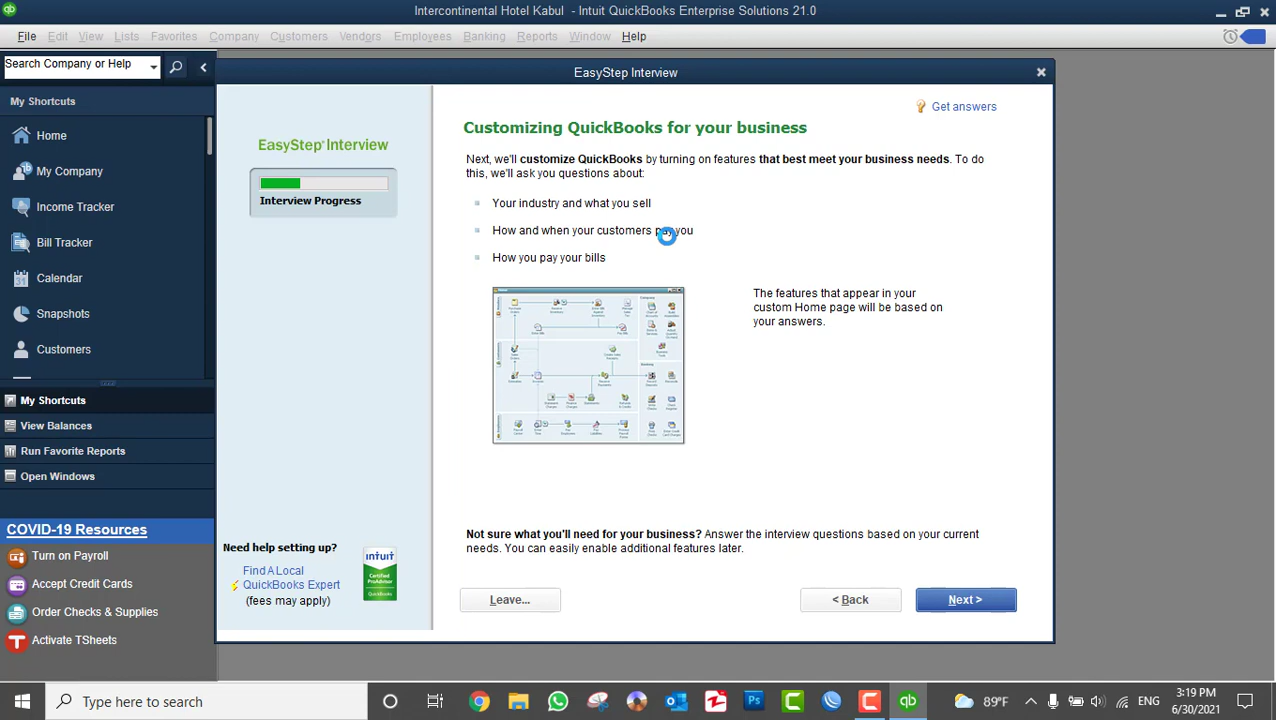 Intercontinental Hotel Kabul - Intuit QuickBooks Enterprise Solutions 21.0
File Edit View Lists Favorites Company Customers Vendors Employees Banking Reports Window Help
Search Company or Help
EasyStep Interview
My Shortcuts
Home
My Company
Income Tracker
Bill Tracker
Calendar
Snapshots
Customers
My Shortcuts
View Balances
Run Favorite Reports
Open Windows
COVID-19 Resources
Turn on Payroll
Accept Credit Cards
Order Checks & Supplies
Activate TSheets
EasyStep Interview
Interview Progress
Need help setting up?
Find A Local
QuickBooks Expert
(fees may apply)
intuit
Certified
ProAdvisor
Get answers
Customizing QuickBooks for your business
Next, we'll customize QuickBooks by turning on features that best meet your business needs. To do
this, we'll ask you questions about:
Your industry and what you sell
How and when your customers pay you
How you pay your bills
The features that appear in your
custom Home page will be based on
your answers.
Not sure what you'll need for your business? Answer the interview questions based on your current
needs. You can easily enable additional features later.
Leave...
< Back
Next >
Type here to search
89°F
ENG
3:19 PM
6/30/2021